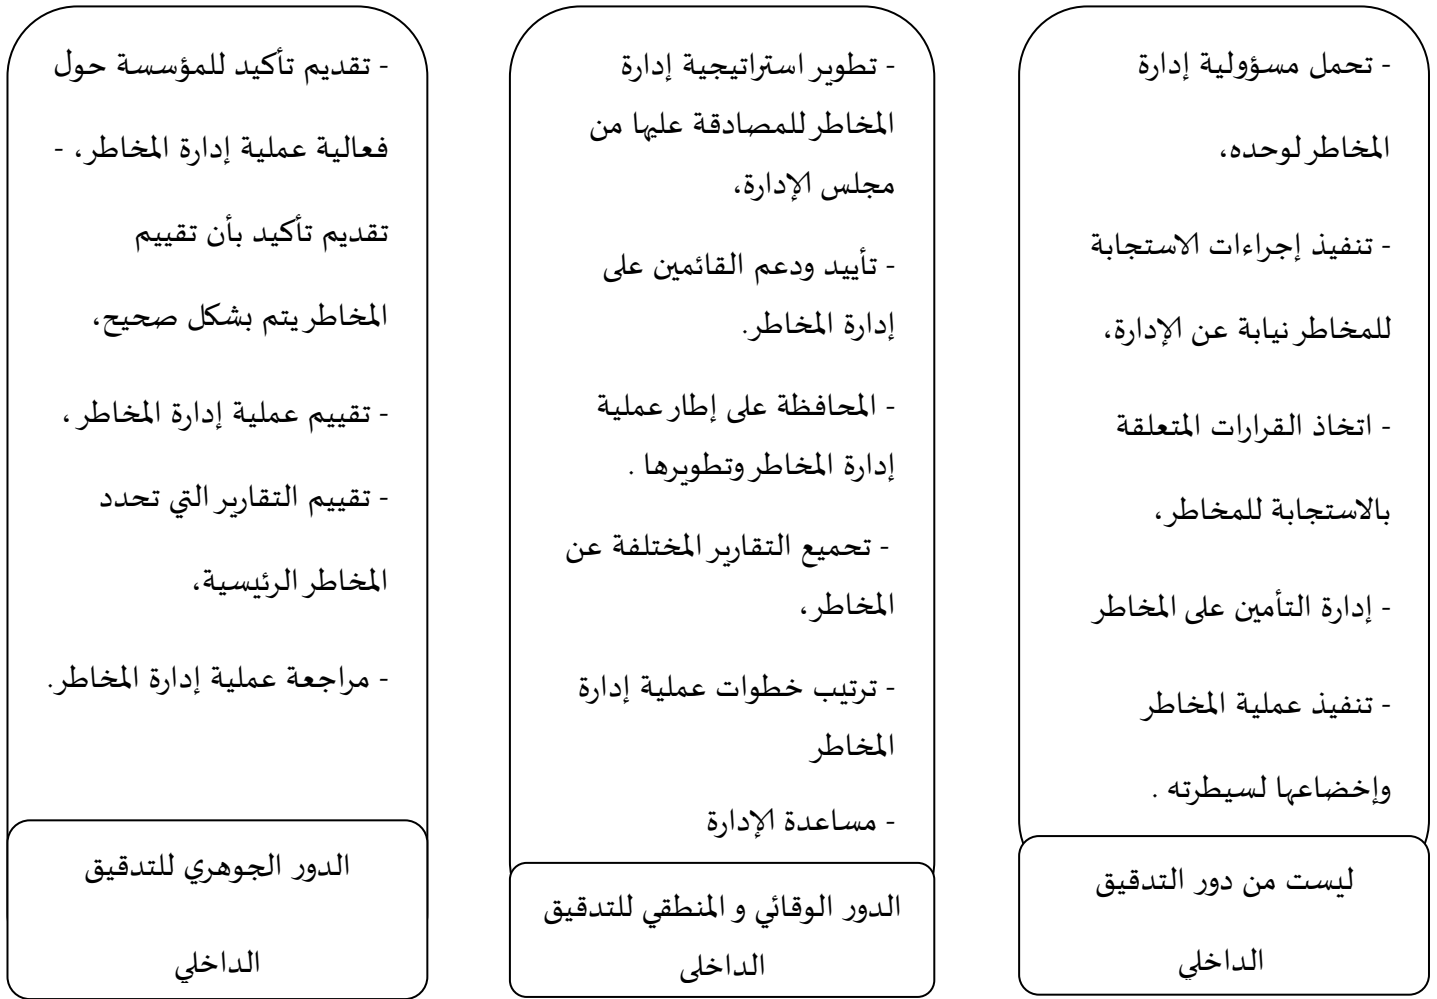 - تحمل مسؤولية إدارة
المخاطر لوحده،
- تنفيذ إجراءات الاستجابة
للمخاطر نيابة عن الإدارة،
- اتخاذ القرارات المتعلقة
بالاستجابة للمخاطر،
- إدارة التأمين على المخاطر
- تنفيذ عملية المخاطر
وإخضاعها لسيطرته .
ليست من دور التدقيق
الداخلي
- تطوير استراتيجية إدارة
المخاطر للمصادقة عليها من
مجلس الإدارة،
- تأييد ودعم القائمين على
إدارة المخاطر.
- المحافظة على إطار عملية
إدارة المخاطر وتطويرها .
- تحميع التقارير المختلفة عن
المخاطر،
- ترتيب خطوات عملية إدارة
المخاطر
- مساعدة الإدارة
الدور الوقائي و المنطقي للتدقيق
الداخلى
- تقديم تأكيد للمؤسسة حول
فعالية عملية إدارة المخاطر، -
تقديم تأكيد بأن تقييم
المخاطر يتم بشكل صحيح،
- تقييم عملية إدارة المخاطر ،
- تقييم التقارير التي تحدد
المخاطر الرئيسية،
- مراجعة عملية إدارة المخاطر.
الدور الجوهري للتدقيق
الداخلي